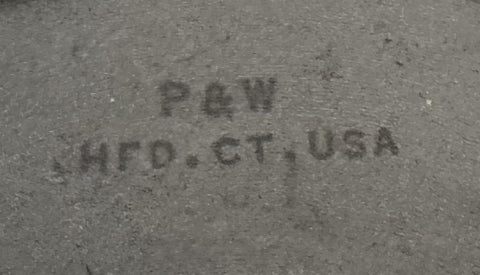 P&W
HFD. CT, USA